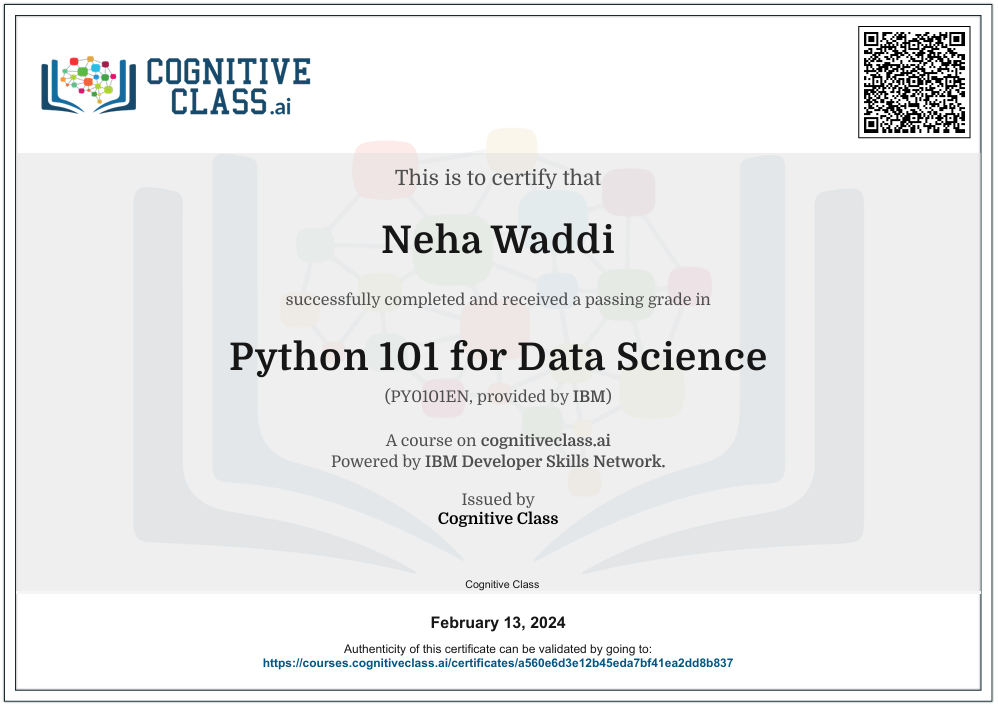 COGNITIVE
CLASS.ai
This is to certify that
Neha Waddi
successfully completed and received a passing grade in
Python 101 for Data Science
(PY0101EN, provided by IBM)
A course on cognitiveclass.ai
Powered by IBM Developer Skills Network.
Issued by
Cognitive Class
Cognitive Class
February 13, 2024
Authenticity of this certificate can be validated by going to:
https://courses.cognitiveclass.ai/certificates/a560e6d3e12b45eda7bf41ea2dd8b837